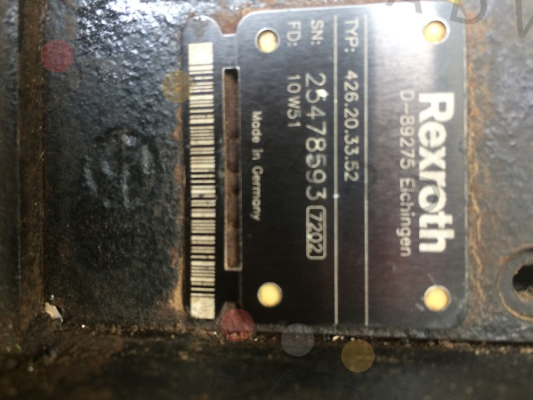 Rexroth
D-89275 Elchingen
TYP: 426.20.33.52
SN: 25478593 7202
FD: 10W51
Made in Germany